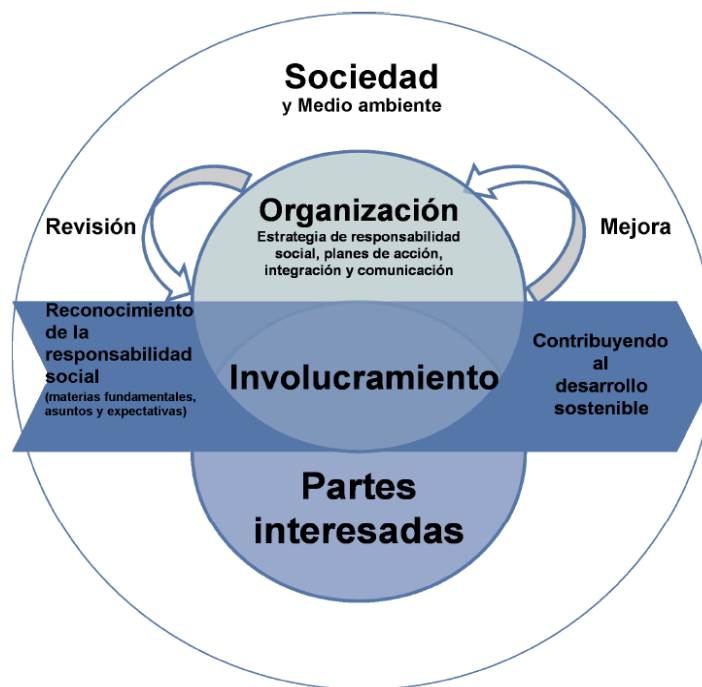 Sociedad
y Medio ambiente
Organización
Estrategia de responsabilidad
social, planes de acción,
integración y comunicación
Revisión
Mejora
Reconocimiento
de la
responsabilidad
social
(materias fundamentales,
asuntos y expectativas)
Involucramiento
Contribuyendo
al
desarrollo
sostenible
Partes
interesadas